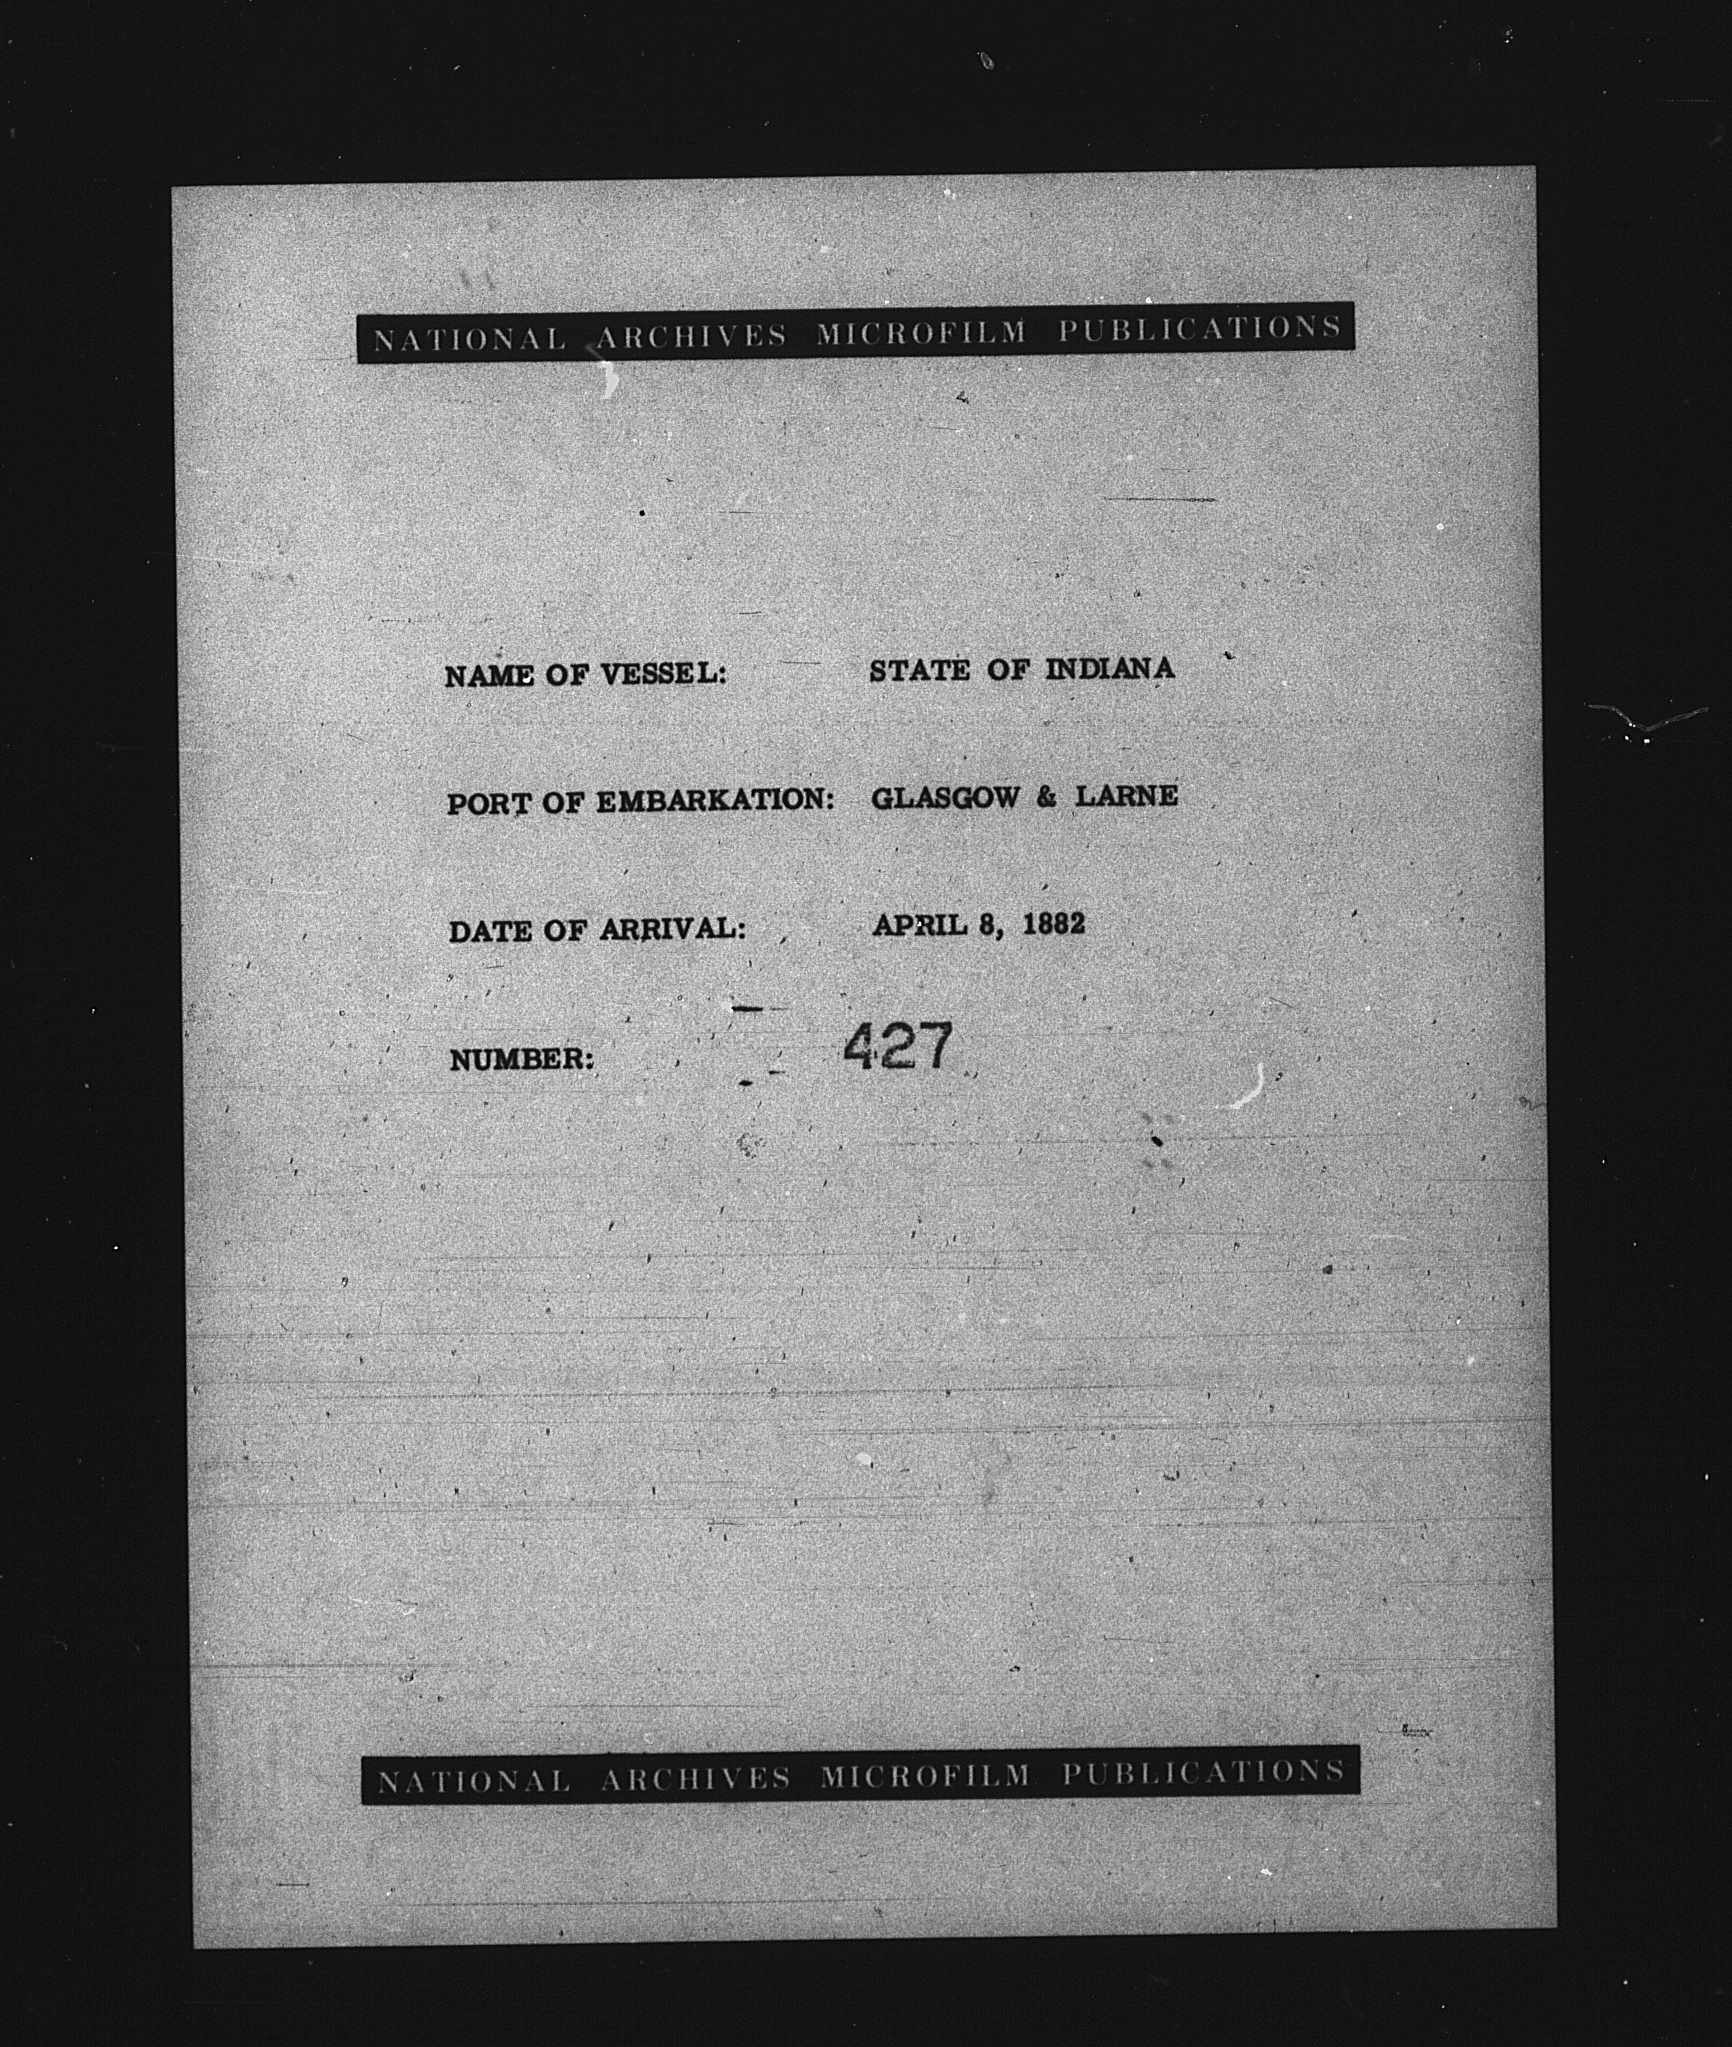 NATIONAL ARCHIVES MICROFILM PUBLICATIONS
NAME OF VESSEL: STATE OF INDIANA
PORT OF EMBARKATION: GLASGOW & LARNE
DATE OF ARRIVAL: APRIL 8, 1882
NUMBER: 427
NATIONAL ARCHIVES MICROFILM PUBLICATIONS